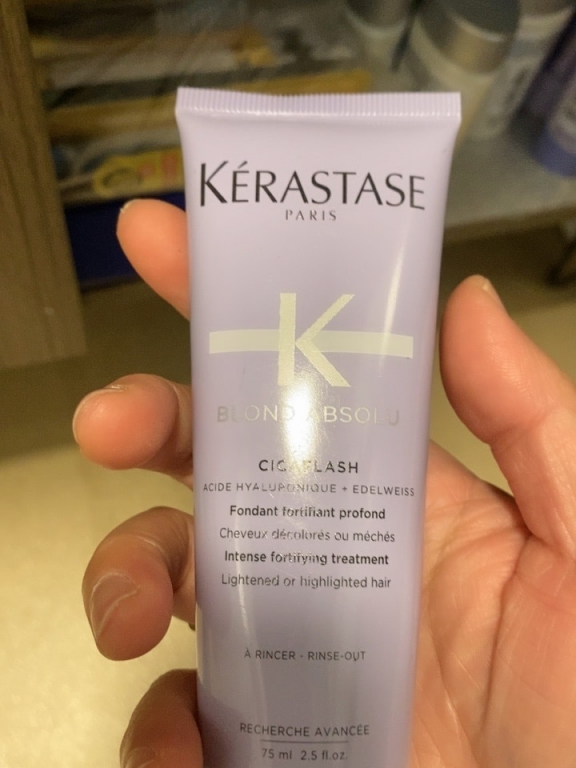 KÉRASTASE
PARIS
K
BLOND ABSOLU
CICAFLASH
ACIDE HYALURONIQUE + EDELWEISS
Fondant fortifiant profond
Cheveux décolorés ou méchés
Intense fortifying treatment
Lightened or highlighted hair
À RINCER - RINSE-OUT
RECHERCHE AVANCÉE
75 ml 2.5 fl.oz.